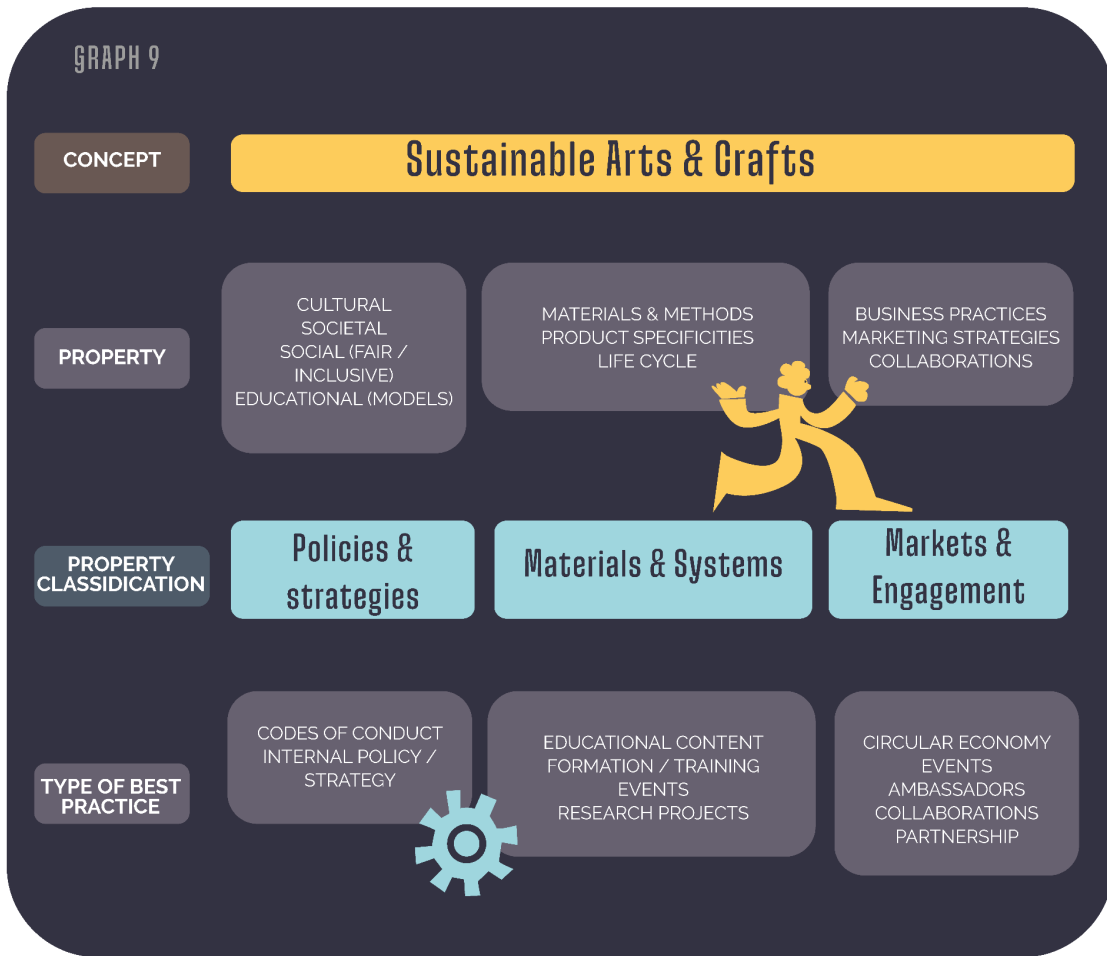 GRAPH 9
CONCEPT
Sustainable Arts & Crafts
PROPERTY
CULTURAL
SOCIETAL
SOCIAL (FAIR /
INCLUSIVE)
EDUCATIONAL (MODELS)
MATERIALS & METHODS
PRODUCT SPECIFICITIES
LIFE CYCLE
BUSINESS PRACTICES
MARKETING STRATEGIES
COLLABORATIONS
PROPERTY
CLASSIDICATION
Policies &
strategies
Materials & Systems
Markets &
Engagement
TYPE OF BEST
PRACTICE
CODES OF CONDUCT
INTERNAL POLICY /
STRATEGY
EDUCATIONAL CONTENT
FORMATION / TRAINING
EVENTS
RESEARCH PROJECTS
CIRCULAR ECONOMY
EVENTS
AMBASSADORS
COLLABORATIONS
PARTNERSHIP